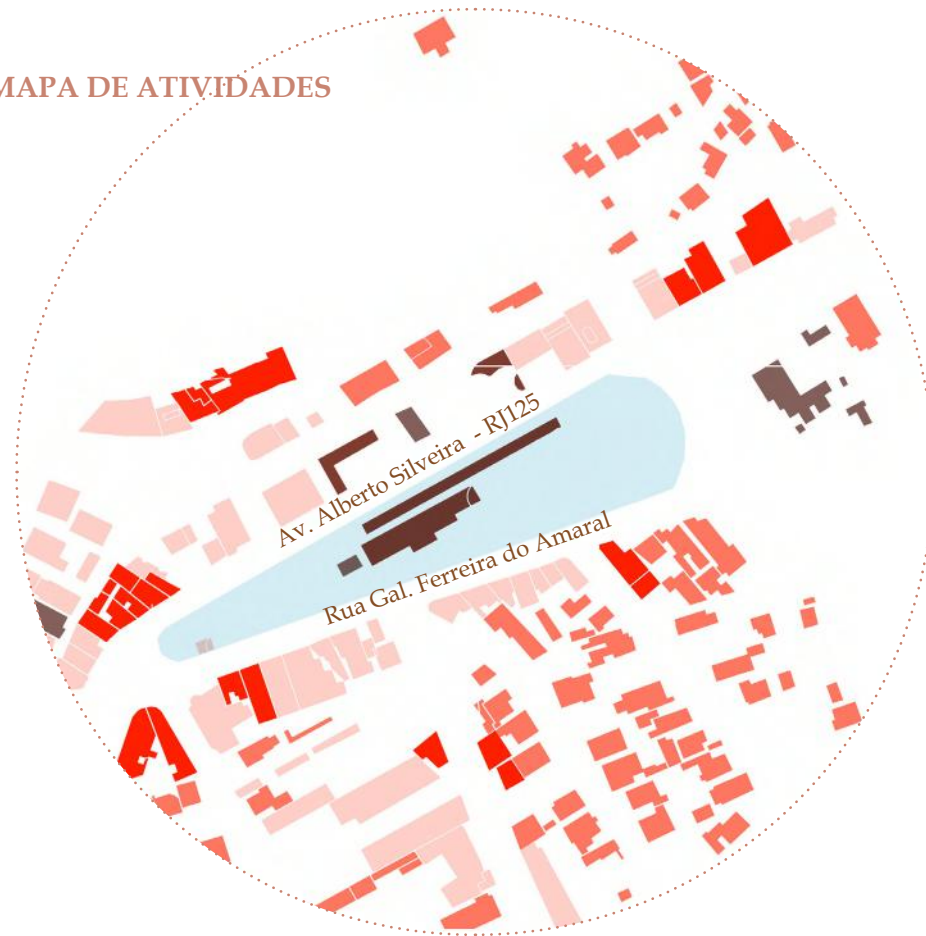 MAPA DE ATIVIDADES
Av. Alberto Silveira - RJ125
Rua Gal. Ferreira do Amaral